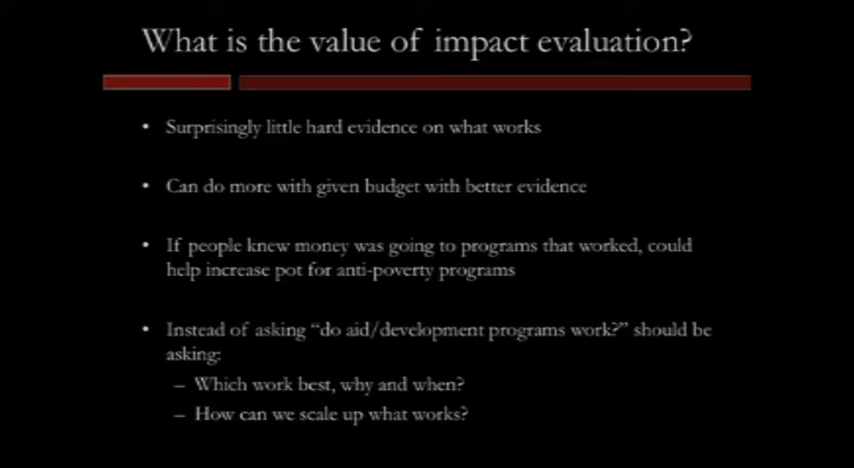 What is the value of impact evaluation?
• Surprisingly little hard evidence on what works
• Can do more with given budget with better evidence
• If people knew money was going to programs that worked, could
help increase pot for anti-poverty programs
• Instead of asking “do aid/development programs work?” should be
asking:
– Which work best, why and when?
– How can we scale up what works?